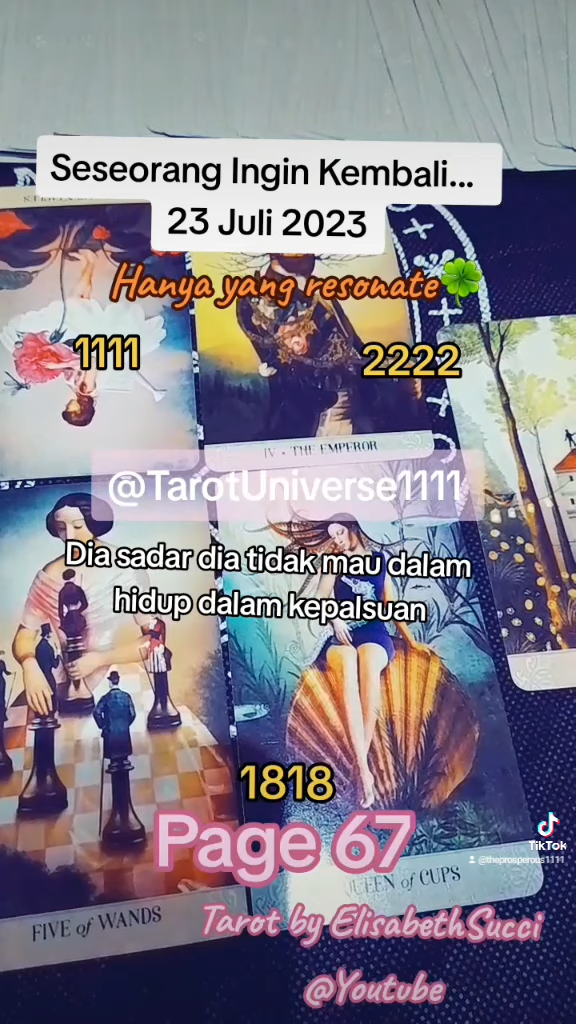 Seseorang Ingin Kembali...
23 Juli 2023
Hanya yang resonate
1111
2222
IV • THE EMPEROR
@TarotUniverse1111
Dia sadar dia tidak mau dalam
hidup dalam kepalsuan
1818
Page 67
TikTok
@theprosperous1111
QUEEN of CUPS
FIVE of WANDS
Tarot by ElisabethSucci
@Youtube